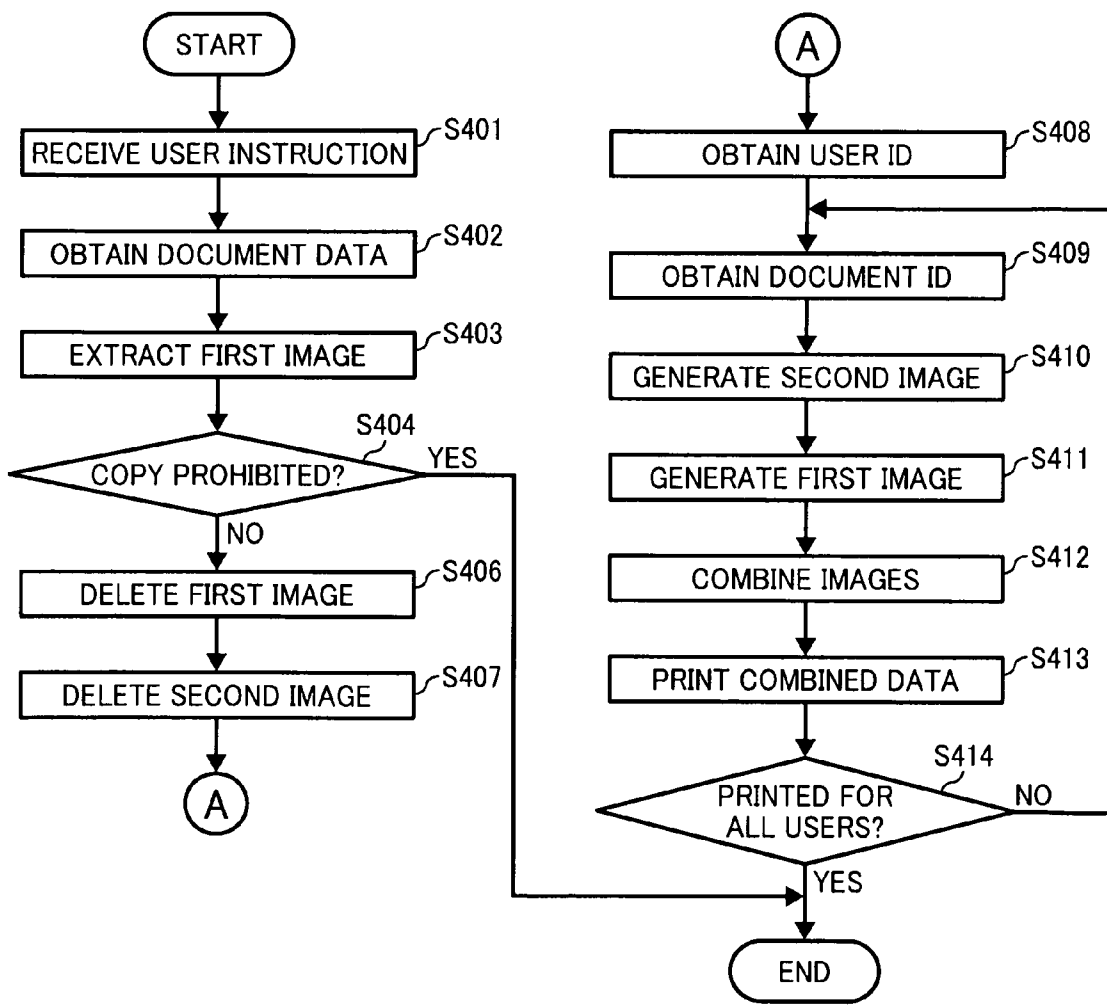 START
S401
RECEIVE USER INSTRUCTION
S402
OBTAIN DOCUMENT DATA
S403
EXTRACT FIRST IMAGE
S404
COPY PROHIBITED?
YES
NO
S406
DELETE FIRST IMAGE
S407
DELETE SECOND IMAGE
A
A
S408
OBTAIN USER ID
S409
OBTAIN DOCUMENT ID
S410
GENERATE SECOND IMAGE
S411
GENERATE FIRST IMAGE
S412
COMBINE IMAGES
S413
PRINT COMBINED DATA
S414
PRINTED FOR
ALL USERS?
NO
YES
END